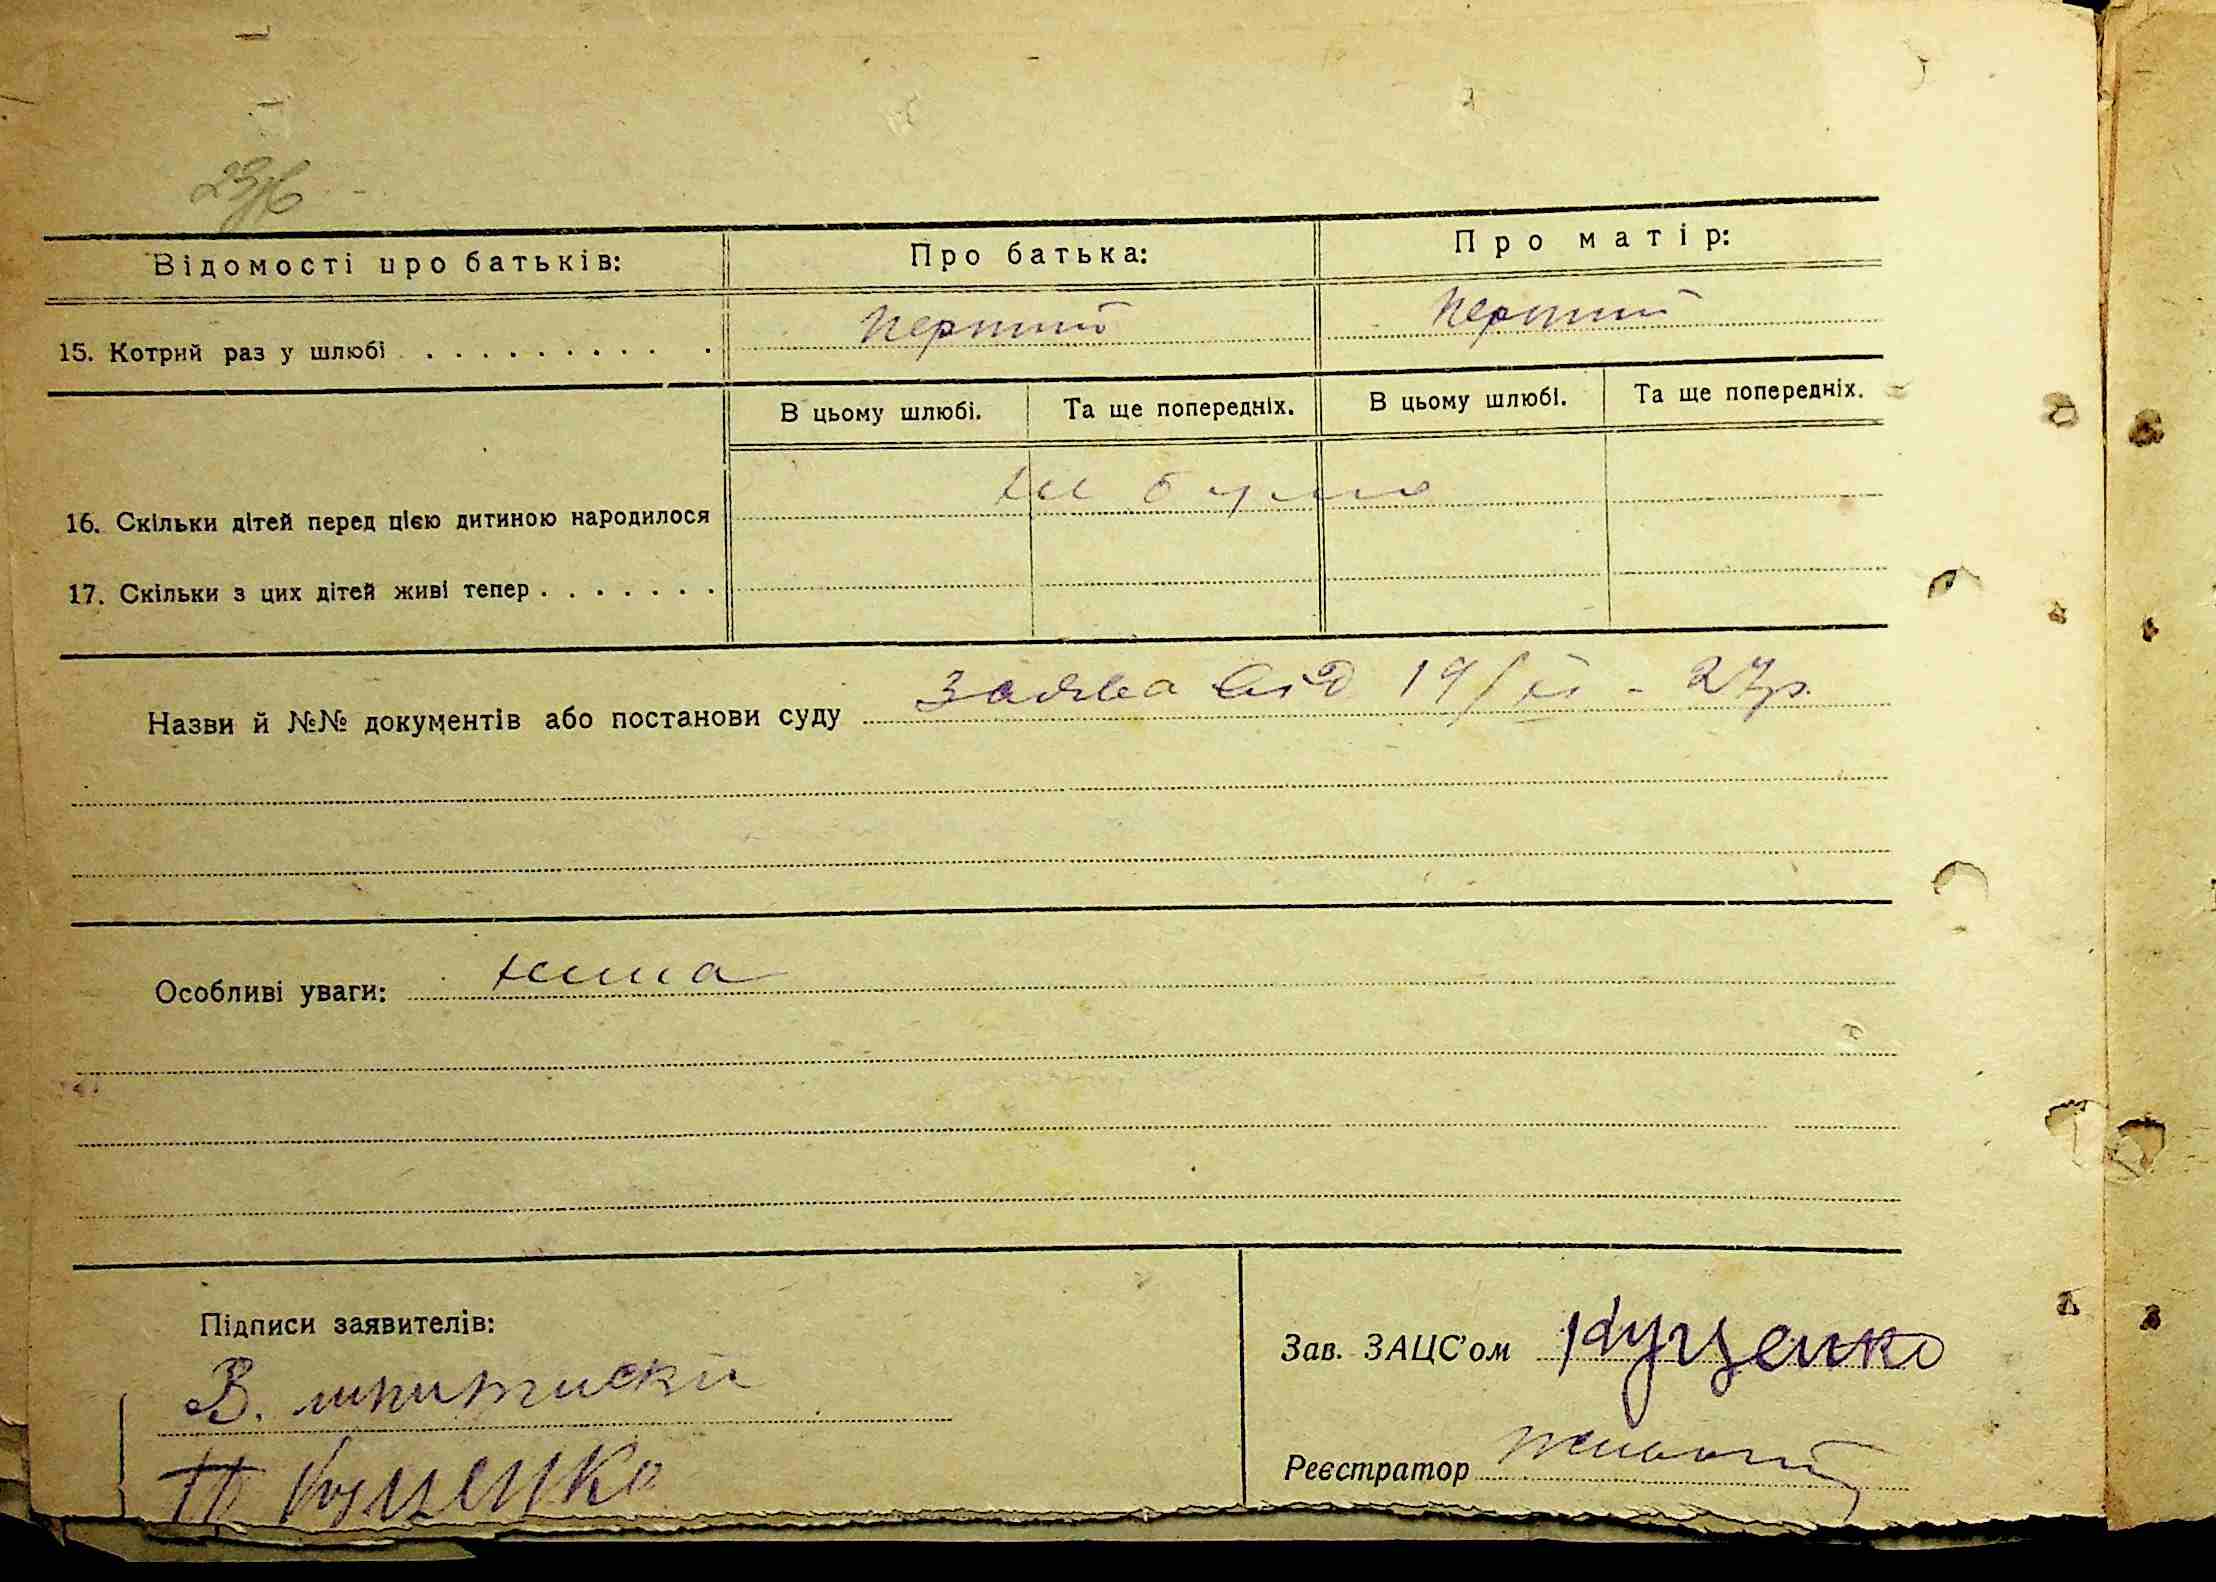 Відомості про батьків: Про батька: Про матір:
15. Котрий раз у шлюбі . . . . . . . . . . . Перший Перший
В цьому шлюбі. Та ще попередніх. В цьому шлюбі. Та ще попередніх.
16. Скільки дітей перед цією дитиною народилося не було
17. Скільки з цих дітей живі тепер . . . . . . .
Назви й №№ документів або постанови суду Заява від 19/XI - 27р.
Особливі уваги: нема
Підписи заявителів:
Зав. ЗАЦС'ом Куценко
В.
Реєстратор
П Куценко